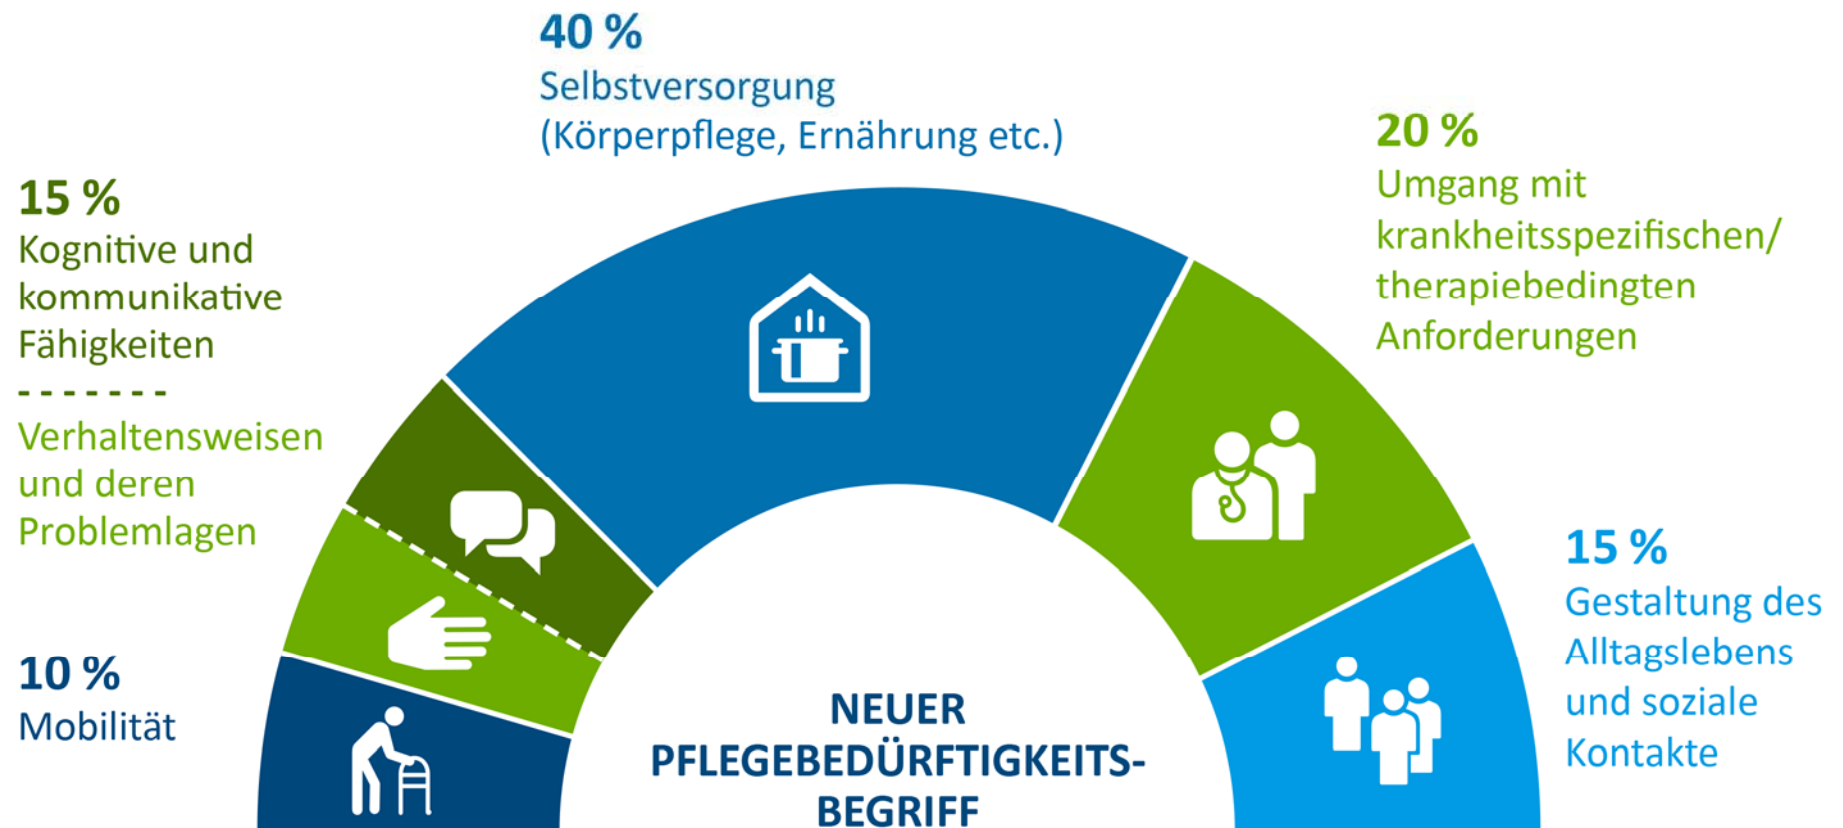 40 %
Selbstversorgung
(Körperpflege, Ernährung etc.)
20 %
Umgang mit
krankheitsspezifischen/
therapiebedingten
Anforderungen
15 %
Kognitive und
kommunikative
Fähigkeiten
- - - - - - -
Verhaltensweisen
und deren
Problemlagen
10 %
Mobilität
15 %
Gestaltung des
Alltagslebens
und soziale
Kontakte
NEUER
PFLEGEBEDÜRFTIGKEITS-
BEGRIFF